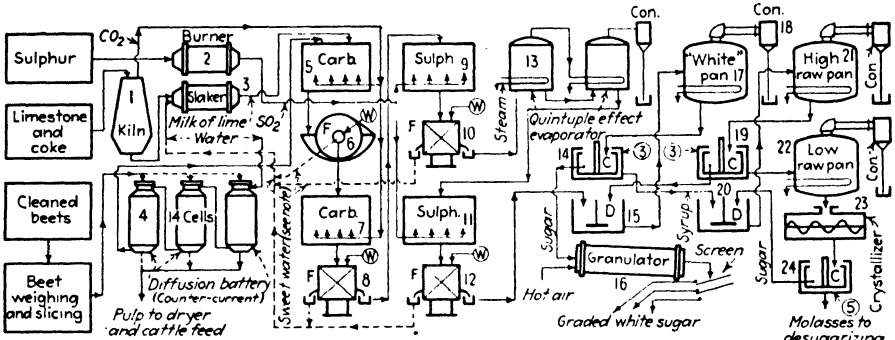 CO2
Burner
2
Sulphur
Limestone
and
coke
1
Kiln
Slaker
3
Milk of lime
SO2
Water
Cleaned
beets
Beet
weighing
and slicing
4
14 Cells
Diffusion battery
(Counter-current)
Pulp to dryer
and cattle feed
Sweet water (see note)
Carb.
5
F
W
6
Carb.
7
F
W
8
Sulph.
9
F
W
10
Sulph.
11
F
W
12
Steam
13
Quintuple effect
evaporator
Con.
"White"
pan 17
Con.
18
High 21
raw pan
Con.
14
C
3
3
19
C
22
Low
raw pan
Con.
15
D
20
D
Syrup
Sugar
Granulator
16
Hot air
Screen
Graded white sugar
Sugar
23
Crystallizer
24
C
5
Molasses to
desugarizing